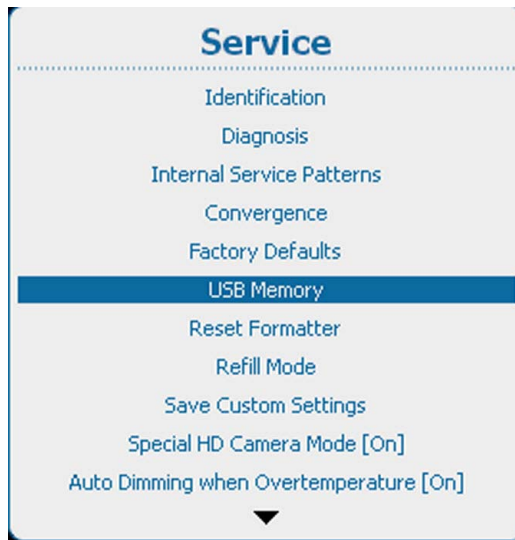 Service
Identification
Diagnosis
Internal Service Patterns
Convergence
Factory Defaults
USB Memory
Reset Formatter
Refill Mode
Save Custom Settings
Special HD Camera Mode [On]
Auto Dimming when Overtemperature [On]